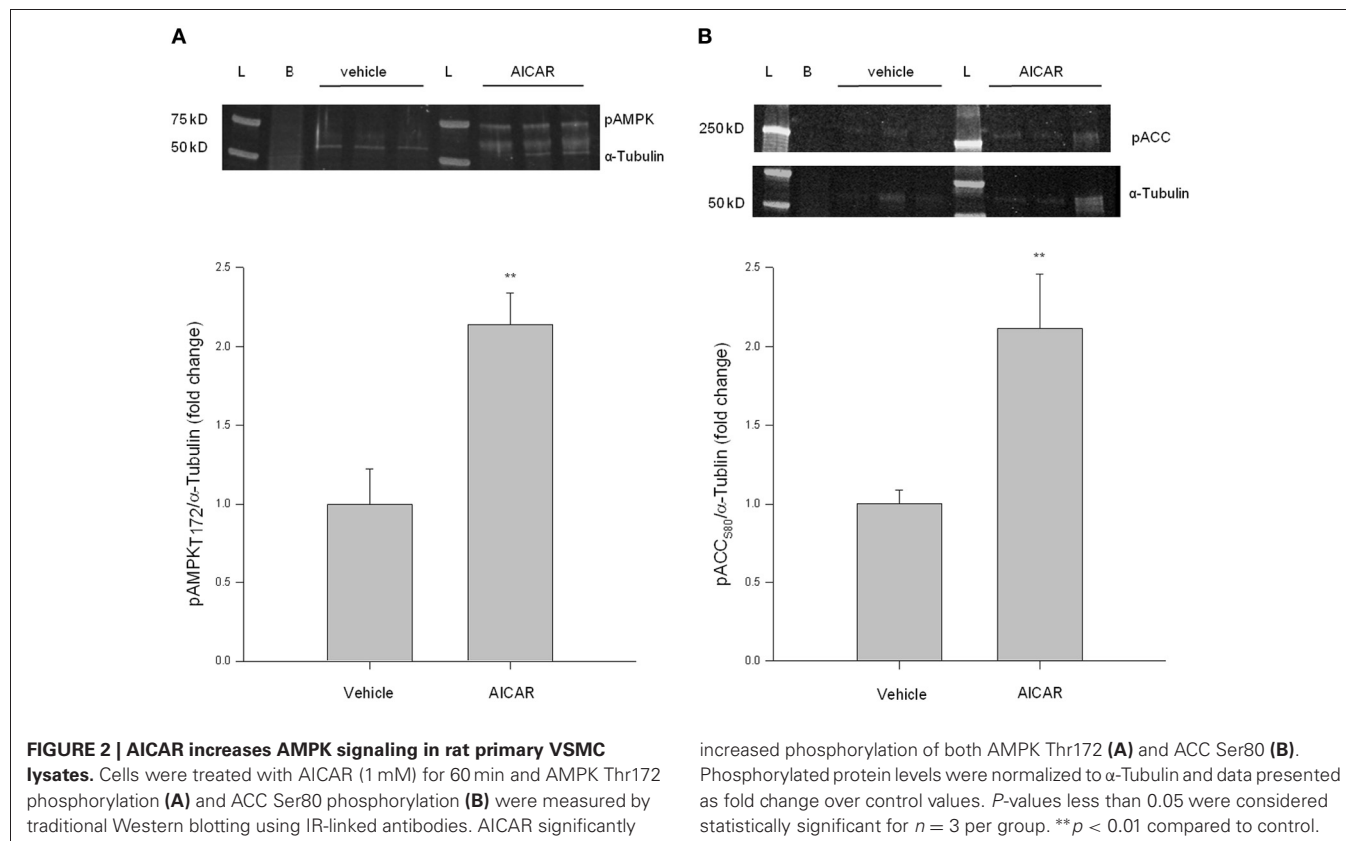 A
L B vehicle L AICAR
75 kD
50 kD
pAMPK
α-Tubulin
pAMPKT172/α-Tubulin (fold change)
2.5
2.0
1.5
1.0
0.5
0.0
**
Vehicle AICAR
B
L B vehicle L AICAR
250 kD
pACC
50 kD
α-Tubulin
pACCS80/α-Tublin (fold change)
2.5
2.0
1.5
1.0
0.5
0.0
**
Vehicle AICAR
FIGURE 2 | AICAR increases AMPK signaling in rat primary VSMC
lysates. Cells were treated with AICAR (1 mM) for 60 min and AMPK Thr172
phosphorylation (A) and ACC Ser80 phosphorylation (B) were measured by
traditional Western blotting using IR-linked antibodies. AICAR significantly
increased phosphorylation of both AMPK Thr172 (A) and ACC Ser80 (B).
Phosphorylated protein levels were normalized to α-Tubulin and data presented
as fold change over control values. P-values less than 0.05 were considered
statistically significant for n = 3 per group. **p < 0.01 compared to control.